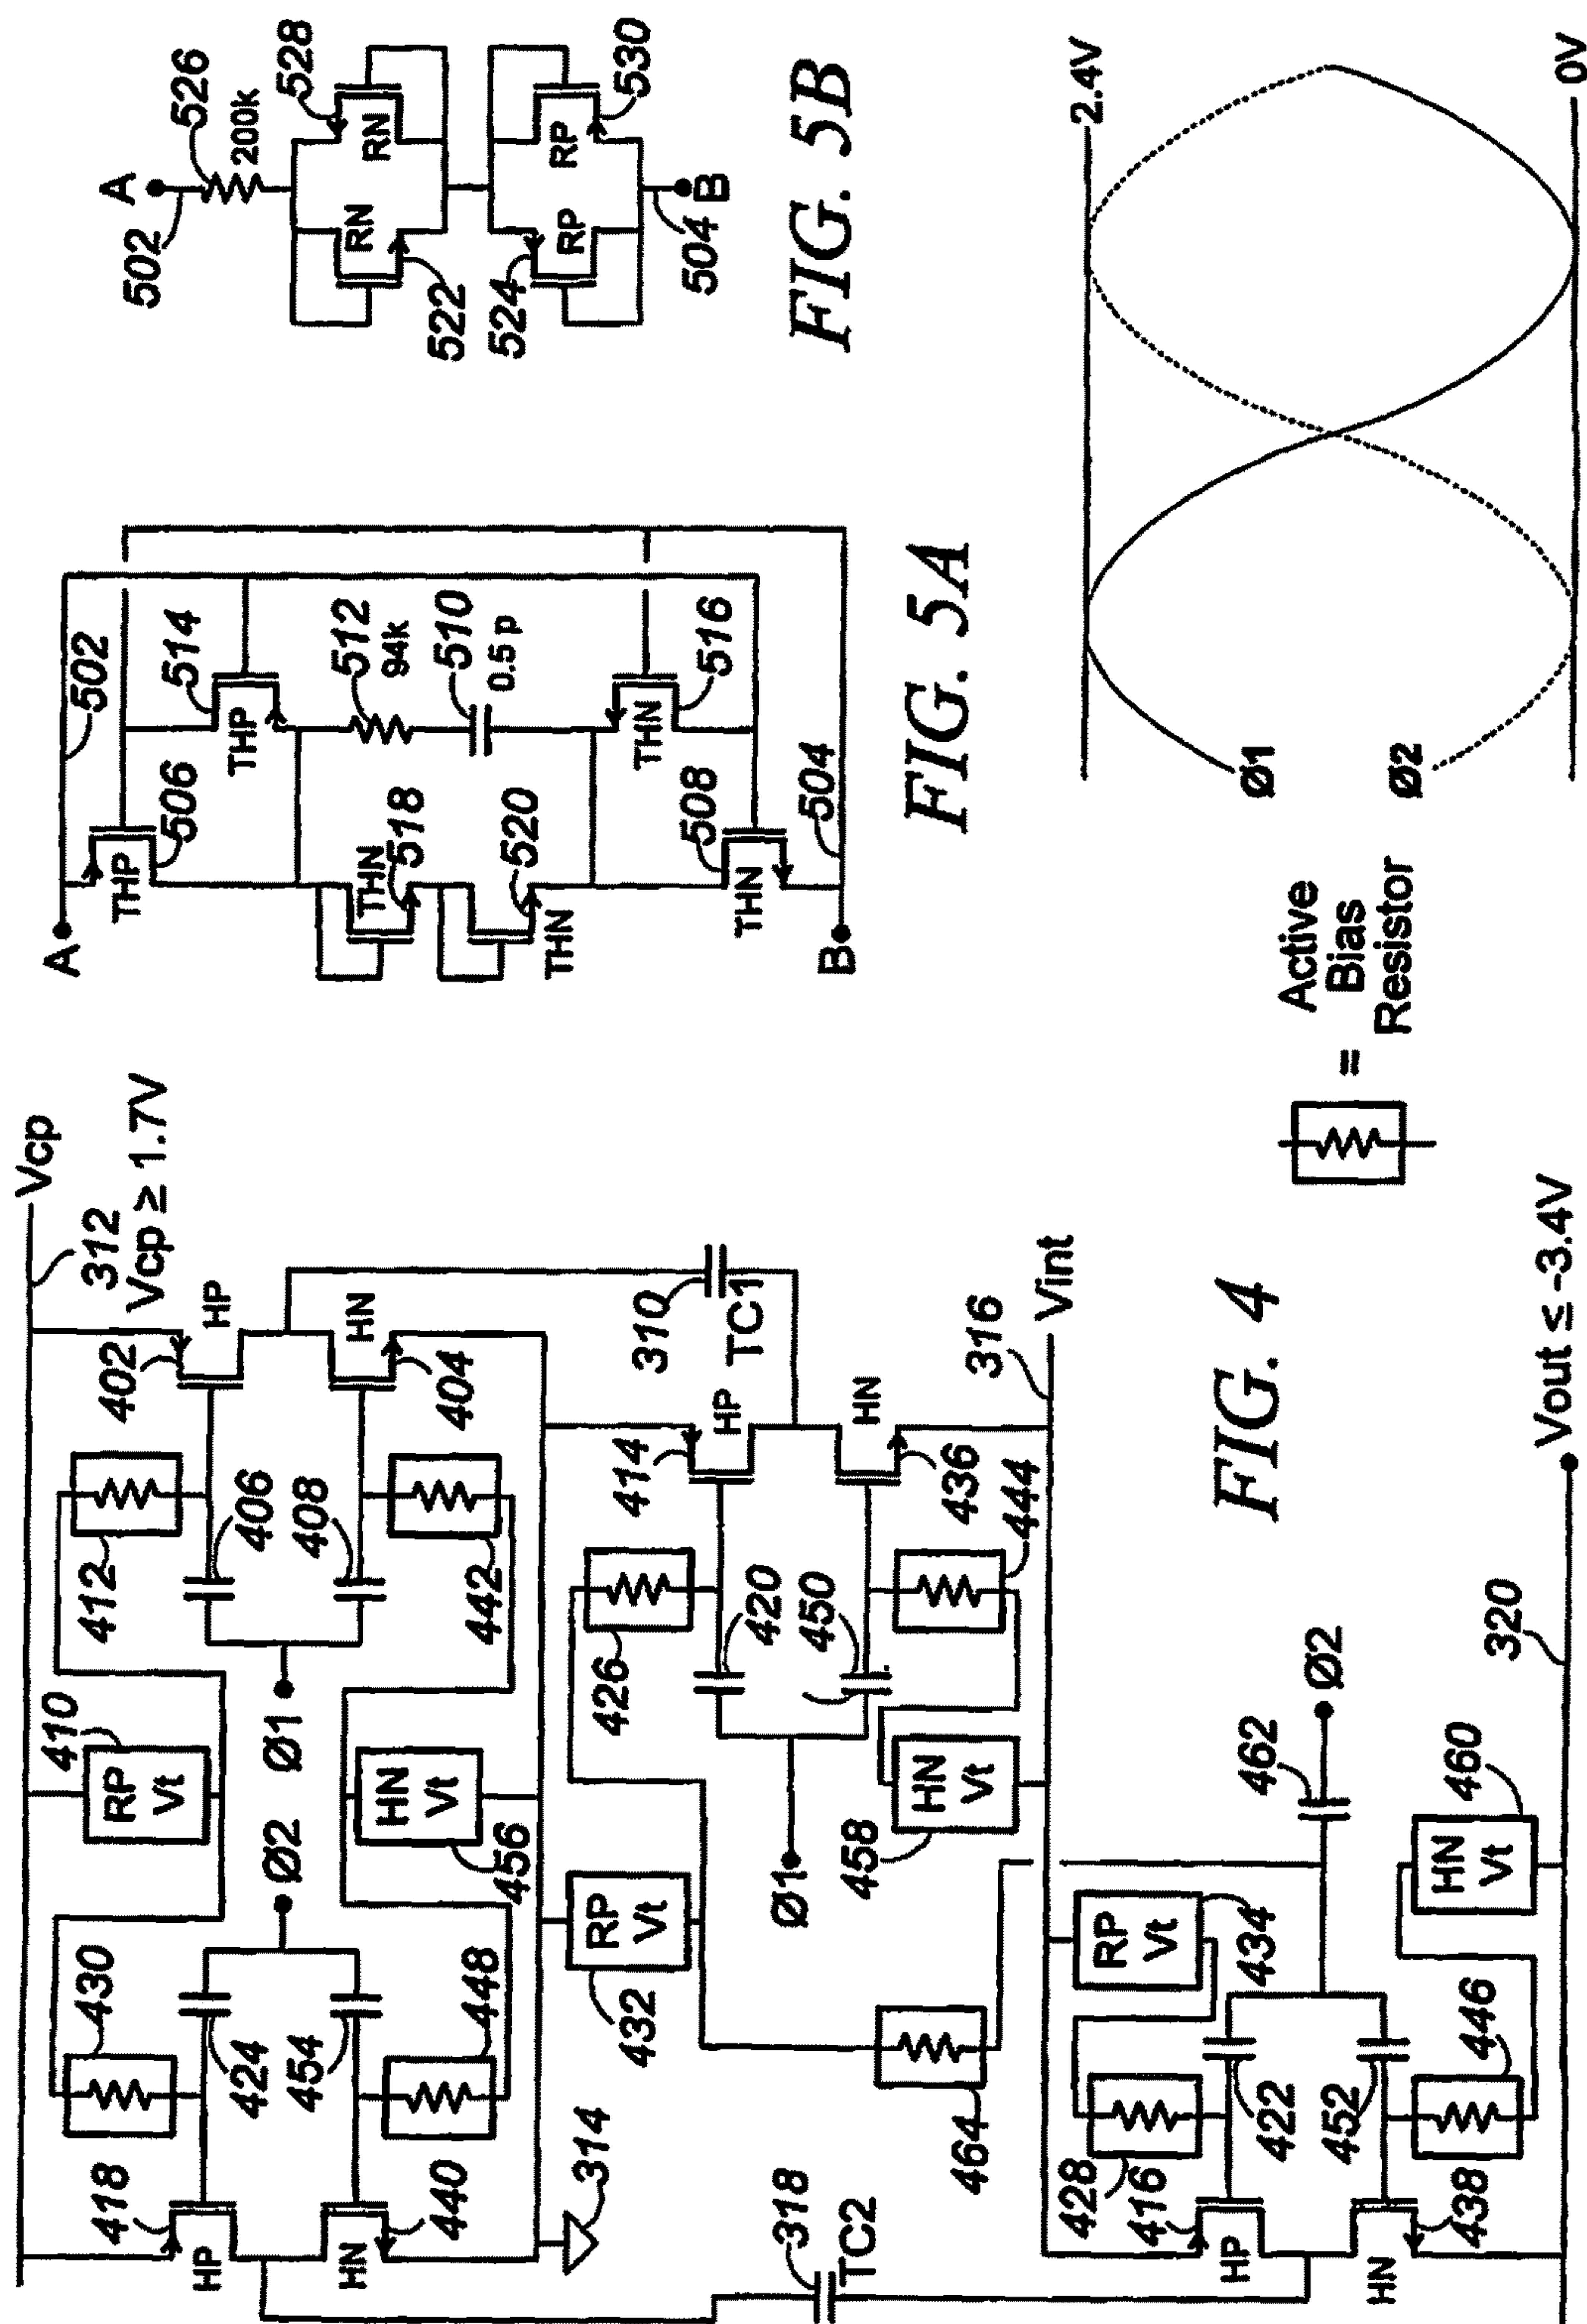 Vcp
312
Vcp ≥ 1.7V
410
RP
Vt
412
402
HP
430
406
418
HP
424
Ø2
Ø1
408
HN
404
454
HN
Vt
442
448
456
440
HN
314
310
TC1
RP
Vt
432
426
414
HP
420
450
HN
436
444
Ø1
HN
Vt
458
316
Vint
464
318
TC2
RP
Vt
434
428
416
HP
422
452
438
HN
446
462
Ø2
HN
Vt
460
320
Vout ≤ -3.4V
FIG. 4
A
502
THP
506
514
THP
512
94k
510
0.5 p
THN
518
520
THN
THN
516
508
THN
504
B
FIG. 5A
A
502
526
200k
528
RN
RN
522
524
RP
RP
530
504
B
FIG. 5B
=
Active
Bias
Resistor
2.4V
Ø1
Ø2
0V